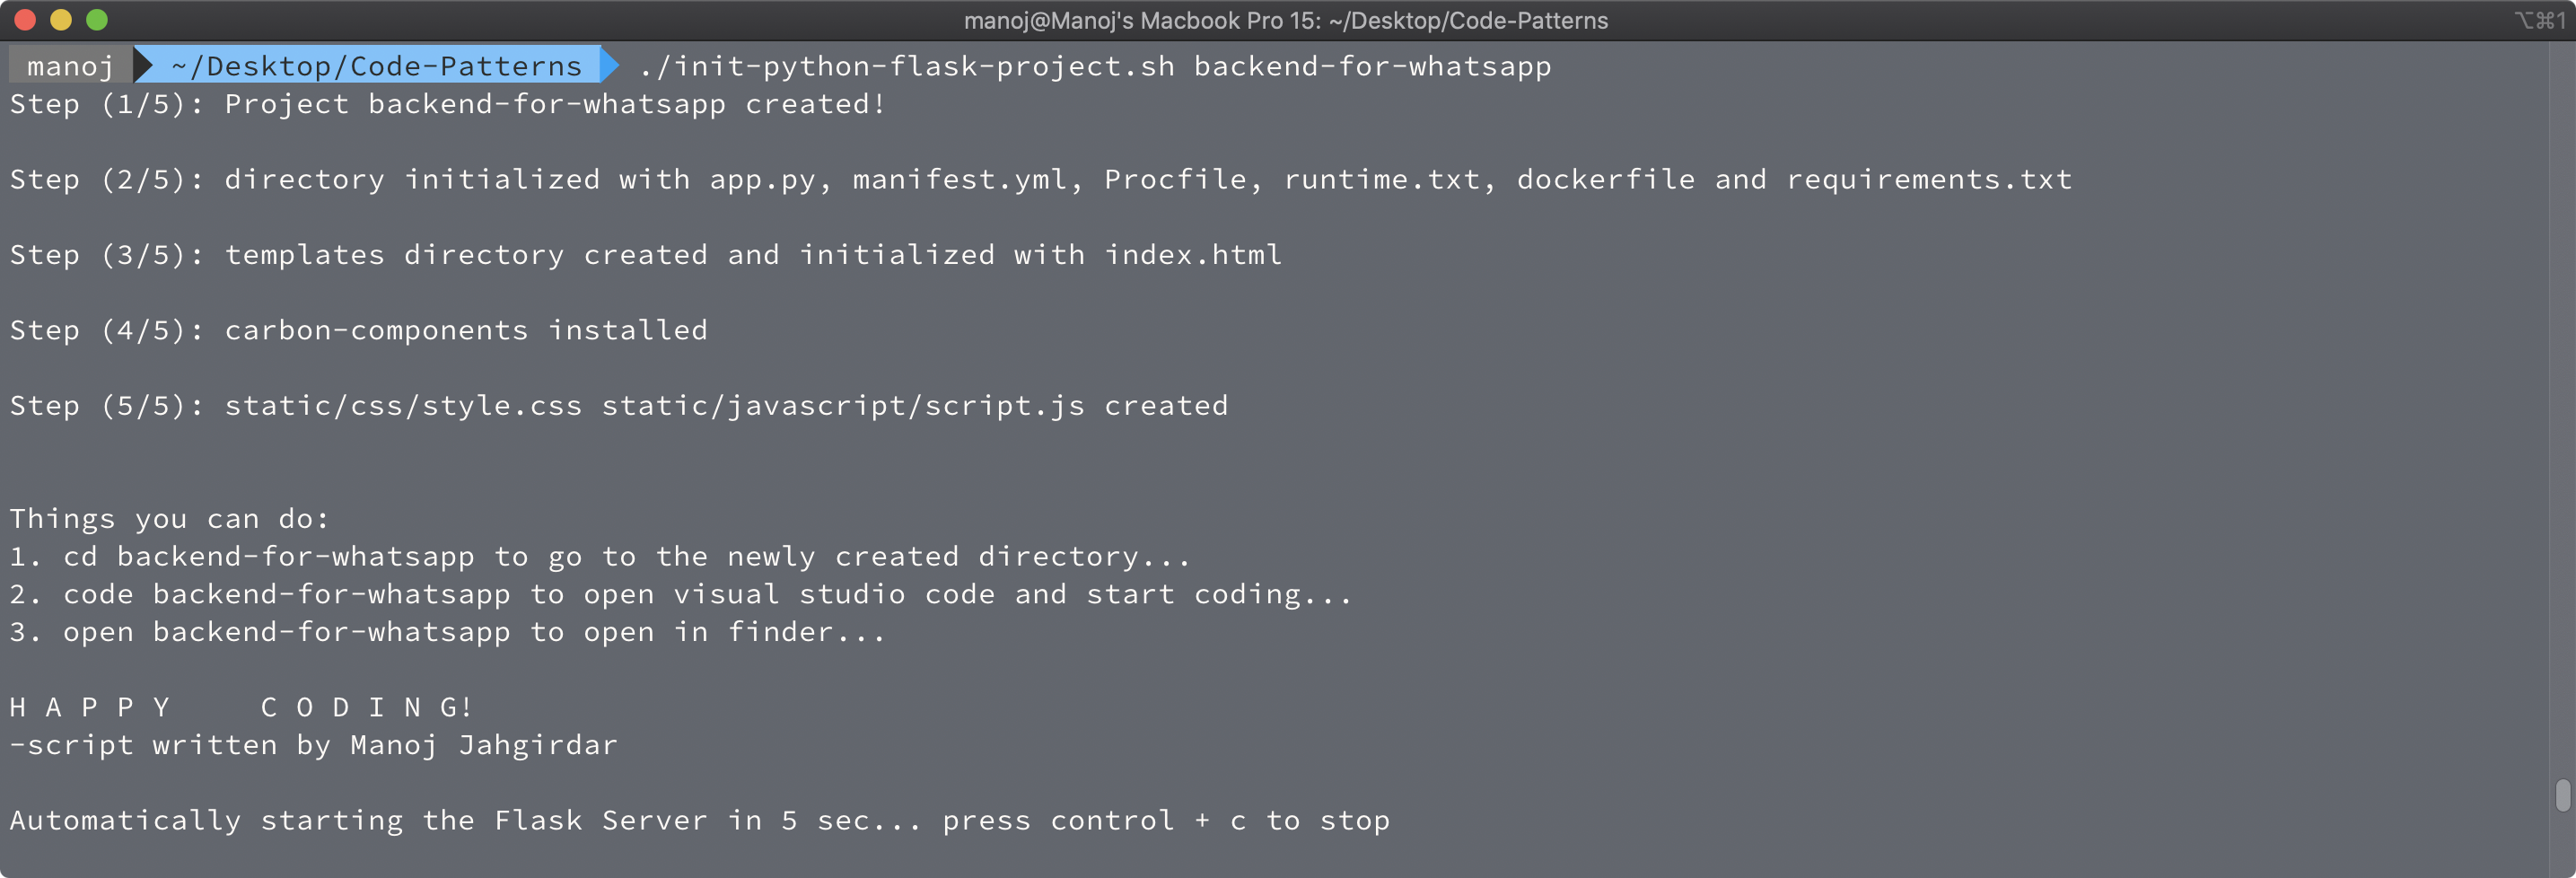 manoj@Manoj's Macbook Pro 15: ~/Desktop/Code-Patterns ⌥⌘1
manoj ~/Desktop/Code-Patterns ./init-python-flask-project.sh backend-for-whatsapp
Step (1/5): Project backend-for-whatsapp created!
Step (2/5): directory initialized with app.py, manifest.yml, Procfile, runtime.txt, dockerfile and requirements.txt
Step (3/5): templates directory created and initialized with index.html
Step (4/5): carbon-components installed
Step (5/5): static/css/style.css static/javascript/script.js created
Things you can do:
1. cd backend-for-whatsapp to go to the newly created directory...
2. code backend-for-whatsapp to open visual studio code and start coding...
3. open backend-for-whatsapp to open in finder...
H A P P Y     C O D I N G!
-script written by Manoj Jahgirdar
Automatically starting the Flask Server in 5 sec... press control + c to stop